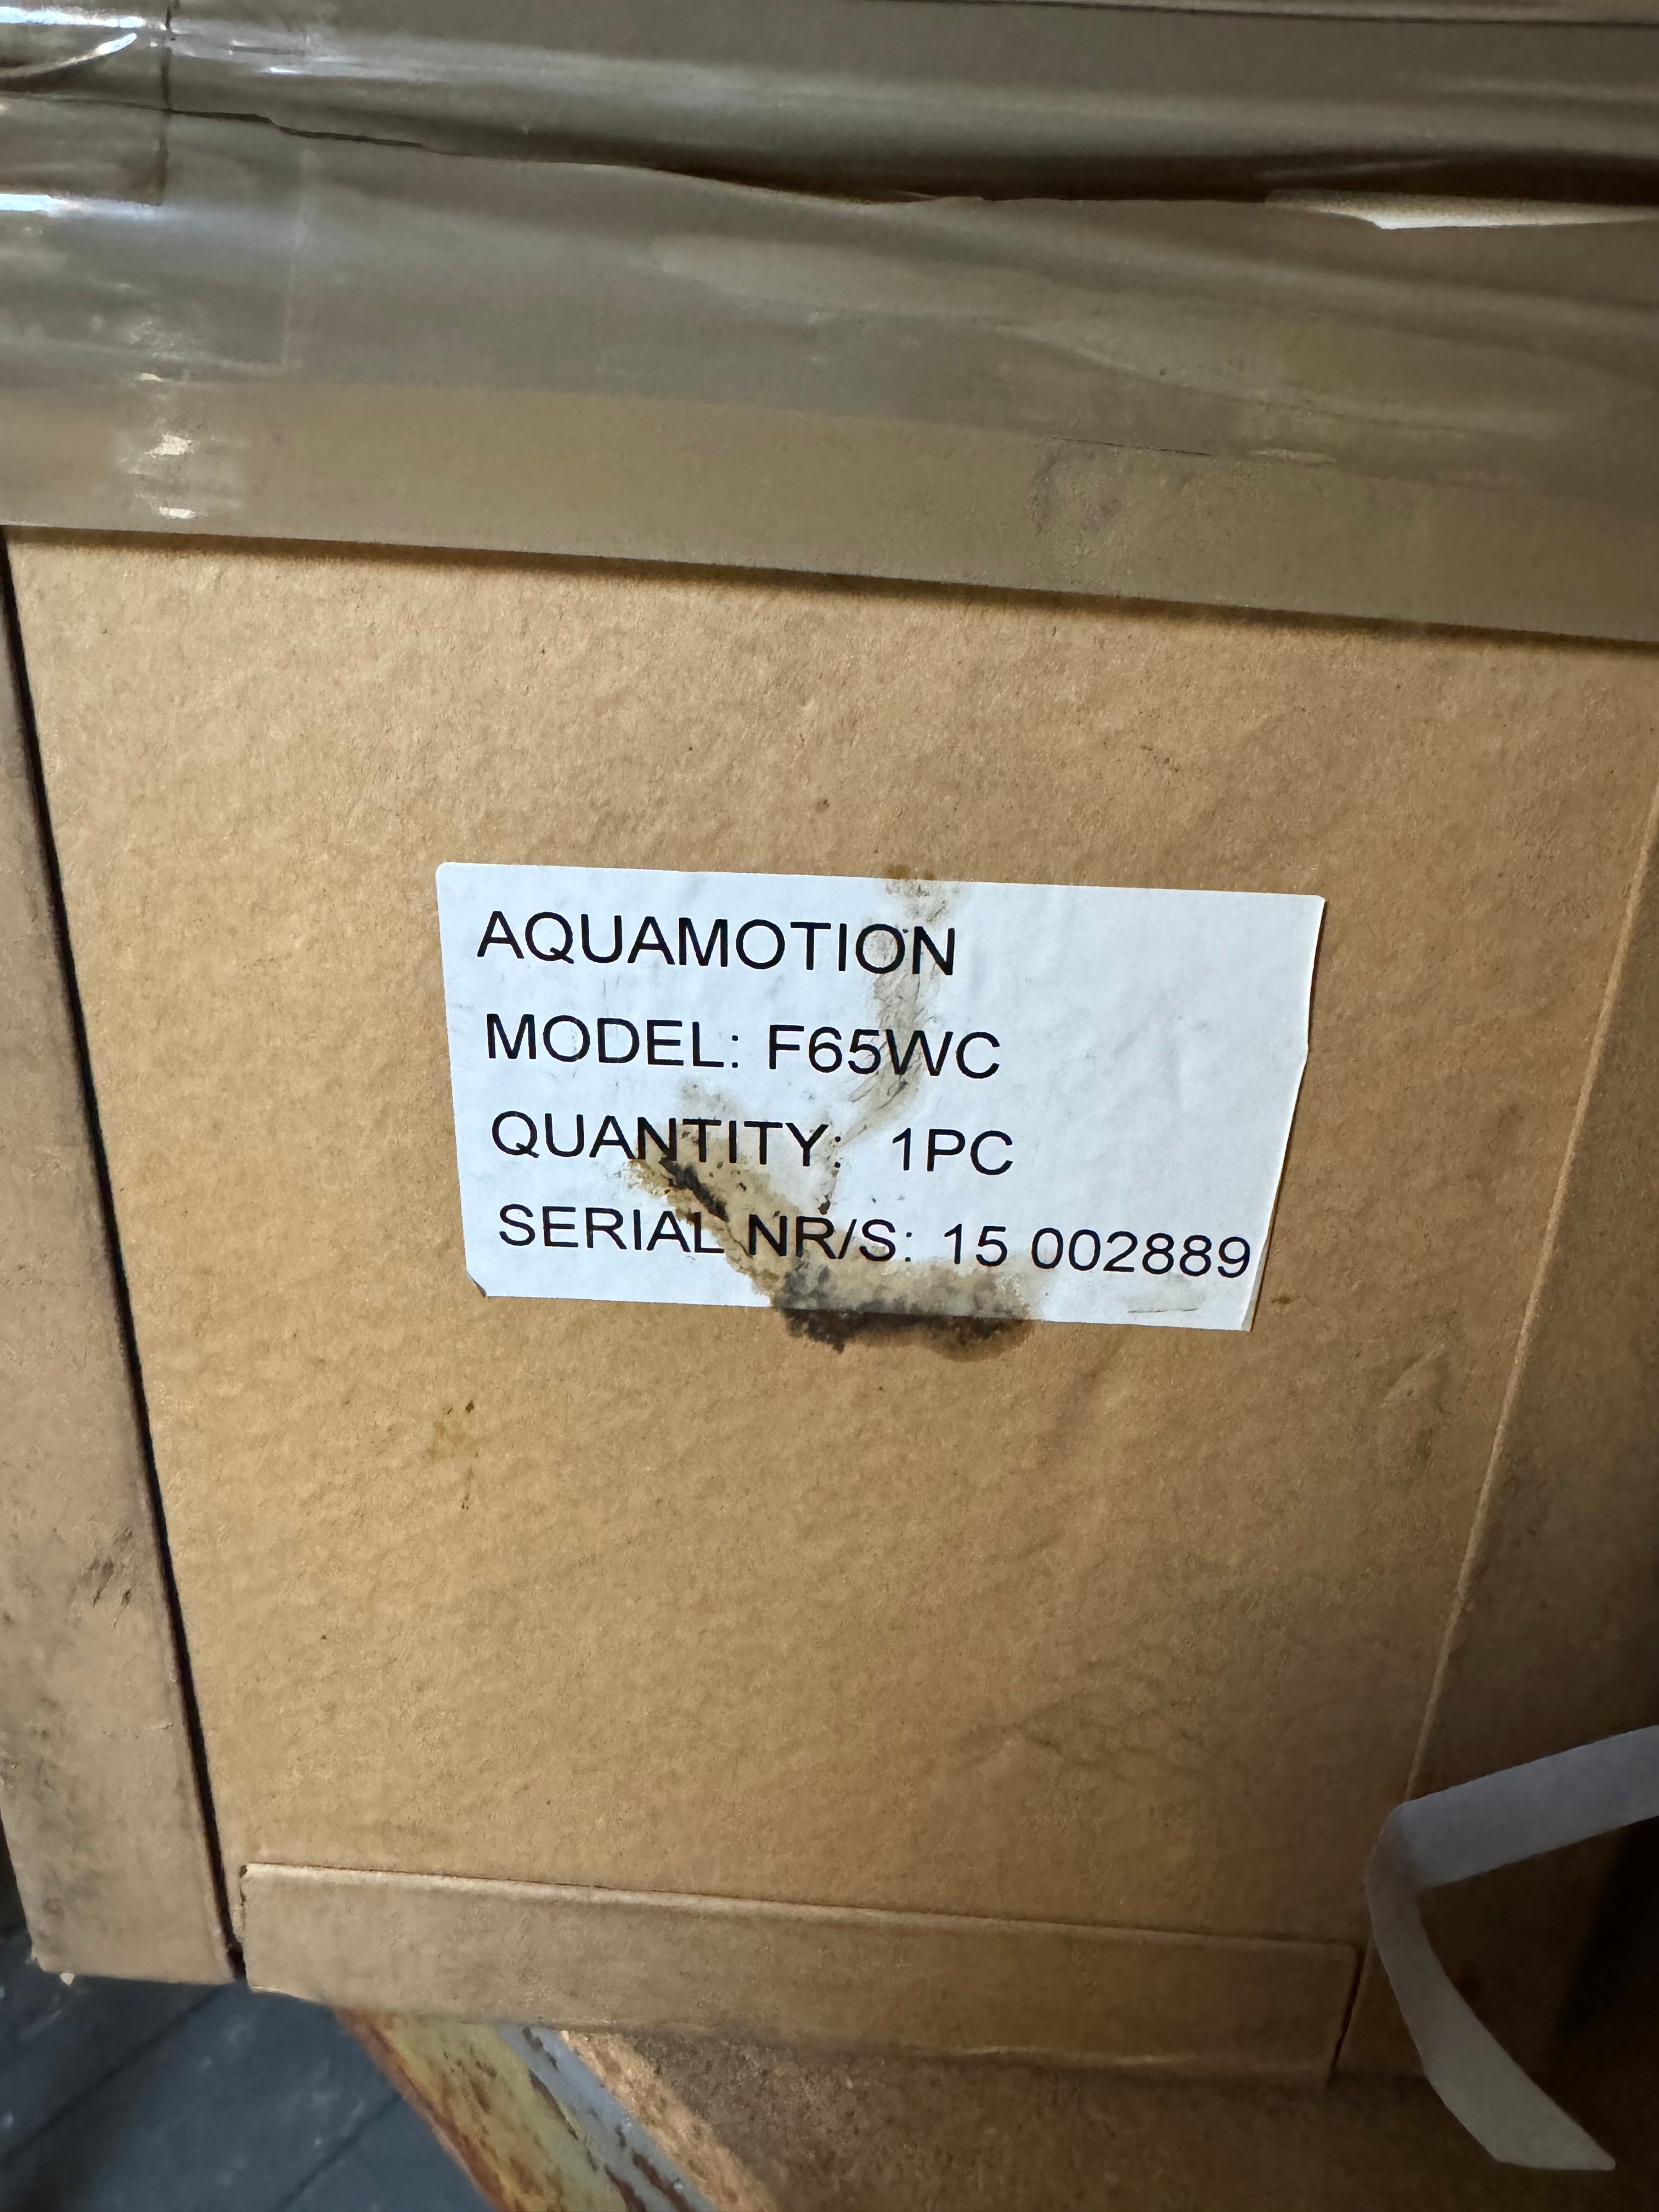 AQUAMOTION
MODEL: F65WC
QUANTITY: 1PC
SERIAL NR/S: 15 002889